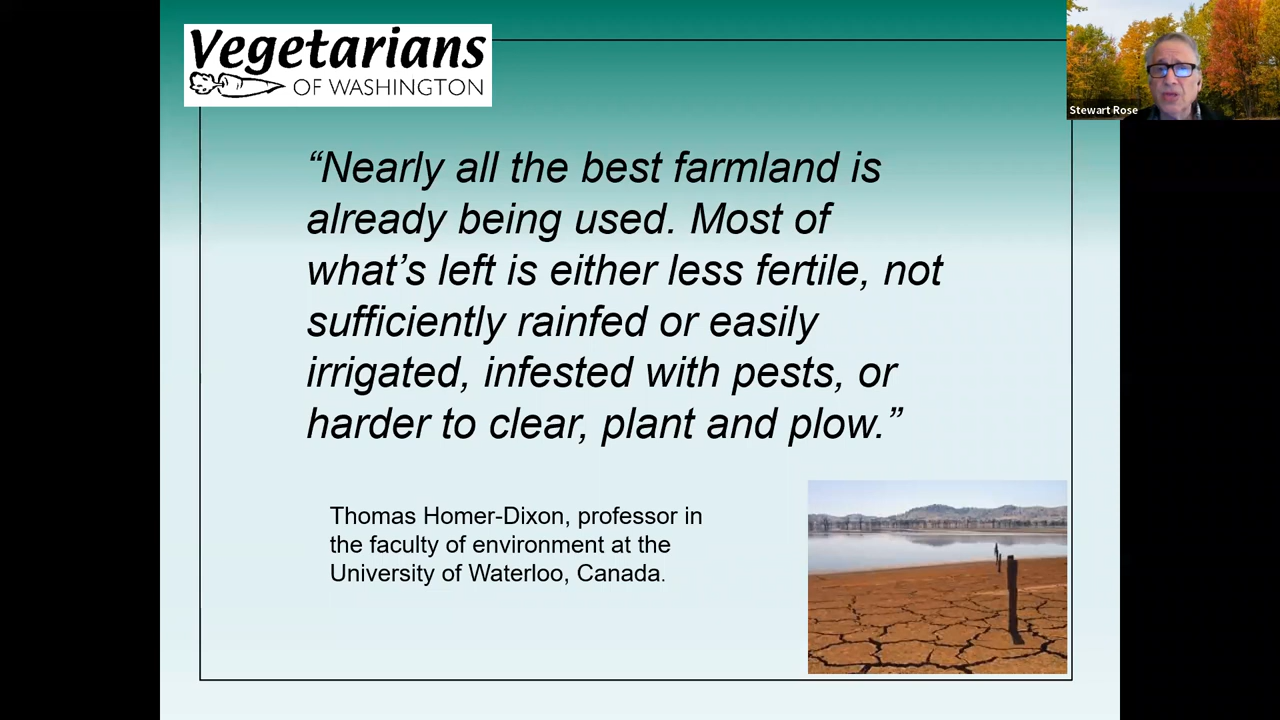 Vegetarians
OF WASHINGTON
Stewart Rose
“Nearly all the best farmland is
already being used. Most of
what’s left is either less fertile, not
sufficiently rainfed or easily
irrigated, infested with pests, or
harder to clear, plant and plow.”
Thomas Homer-Dixon, professor in
the faculty of environment at the
University of Waterloo, Canada.